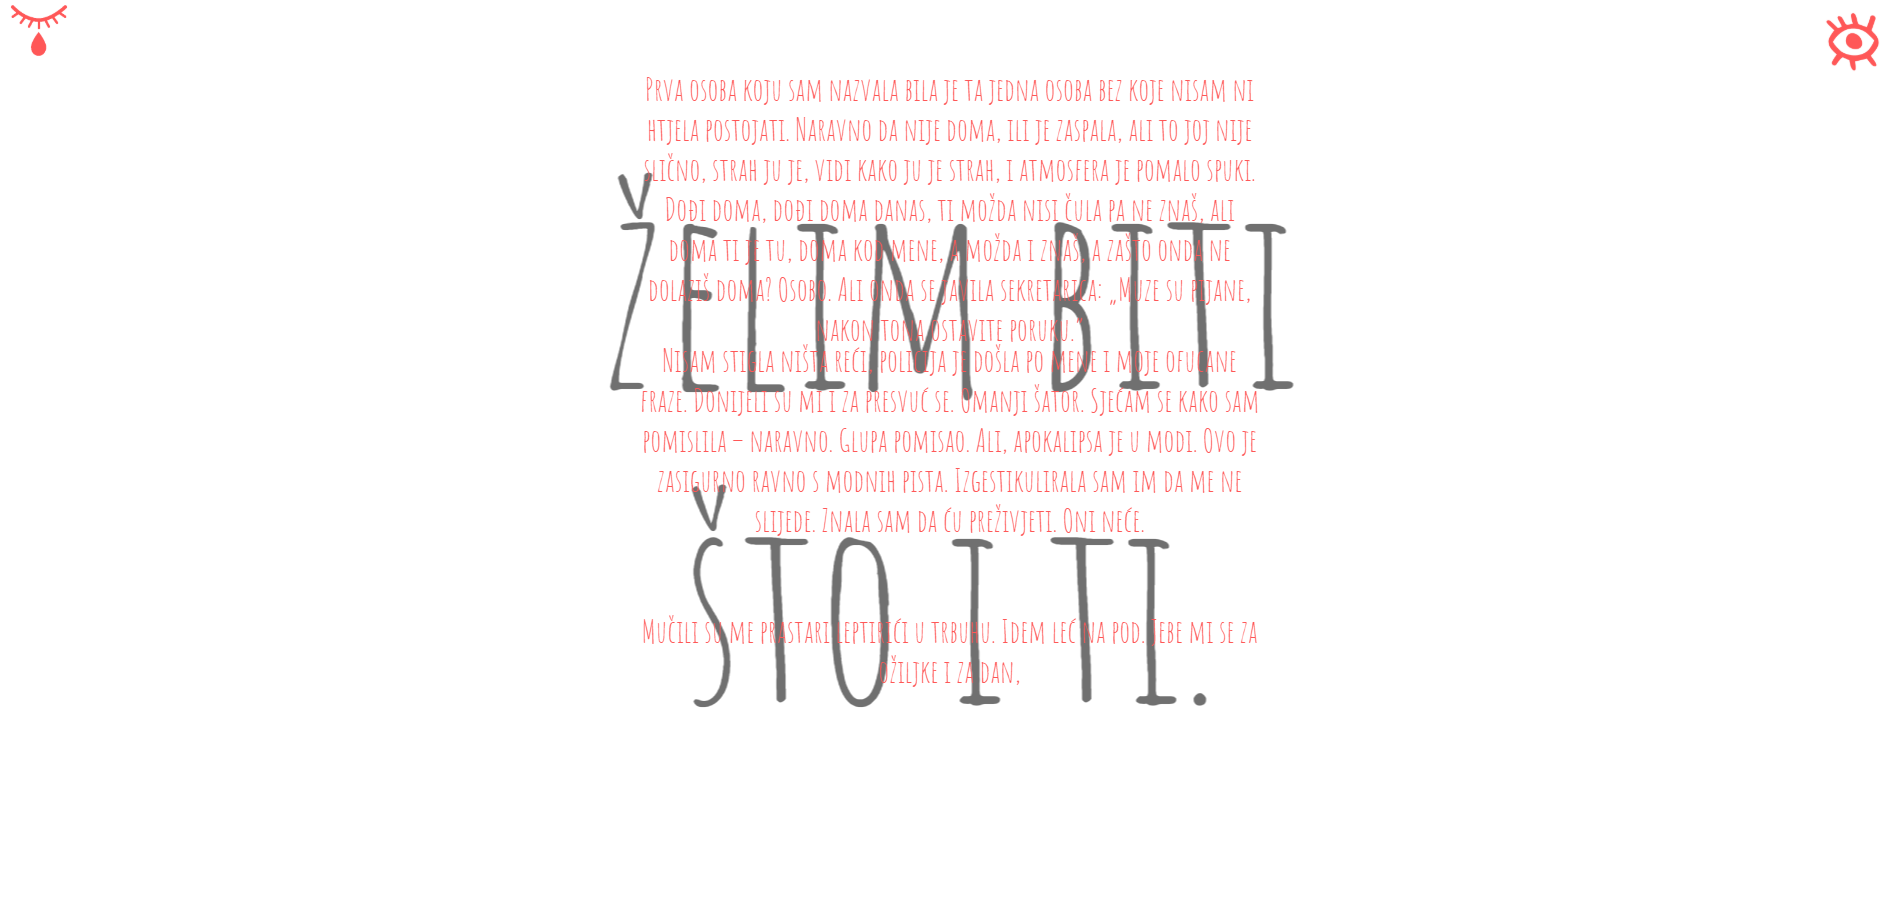 Prva osoba koju sam nazvala bila je ta jedna osoba bez koje nisam ni
htjela postojati. Naravno da nije doma, ili je zaspala, ali to joj nije
slično, strah ju je, vidi kako ju je strah, i atmosfera je pomalo spuki.
Dođi doma, dođi doma danas, ti možda nisi čula pa ne znaš, ali
doma ti je tu, doma kod mene, a možda i znaš, a zašto onda ne
dolaziš doma? Osobo. Ali onda se javila sekretarica: „Muze su pijane,
nakon tona ostavite poruku.“
ŽELIM BITI
Nisam stigla ništa reći, policija je došla po mene i moje ofucane
fraze. Donijeli su mi i za presvuć se. Omanji šator. Sjećam se kako sam
pomislila – naravno. Glupa pomisao. Ali, apokalipsa je u modi. Ovo je
zasigurno ravno s modnih pista. Izgestikulirala sam im da me ne
slijede. Znala sam da ću preživjeti. Oni neće.
ŠTO I TI.
Mučili su me prastari leptirići u trbuhu. Idem leć na pod. Jebe mi se za
ožiljke i za dan,